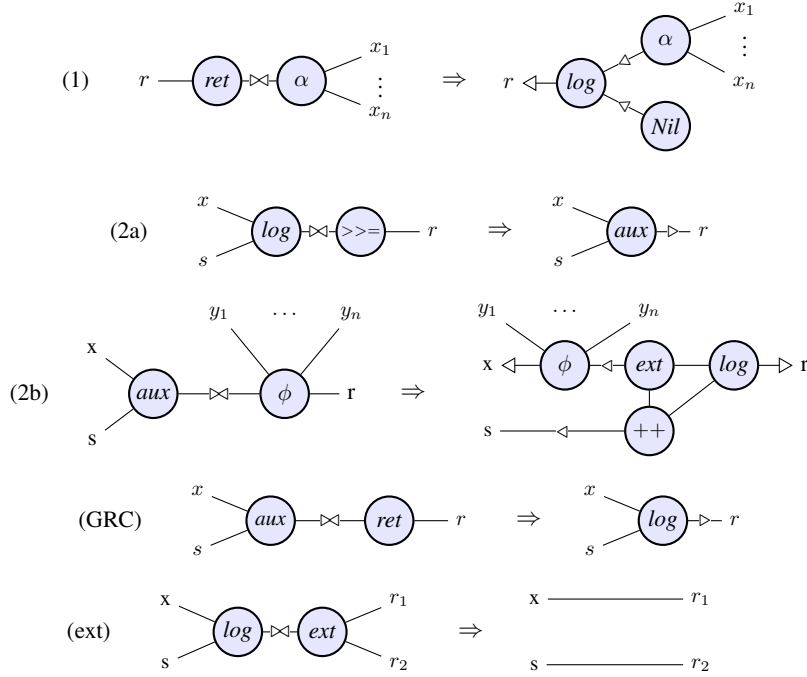 (1) r ret α x₁ ⋮ xₙ ⇒ r log α x₁ ⋮ xₙ Nil
(2a) x s log >>= r ⇒ x s aux r
(2b) x s aux y₁ ⋯ yₙ ϕ r ⇒ y₁ ⋯ yₙ x ϕ ext log r s ++
(GRC) x s aux ret r ⇒ x s log r
(ext) x s log ext r₁ r₂ ⇒ x r₁ s r₂